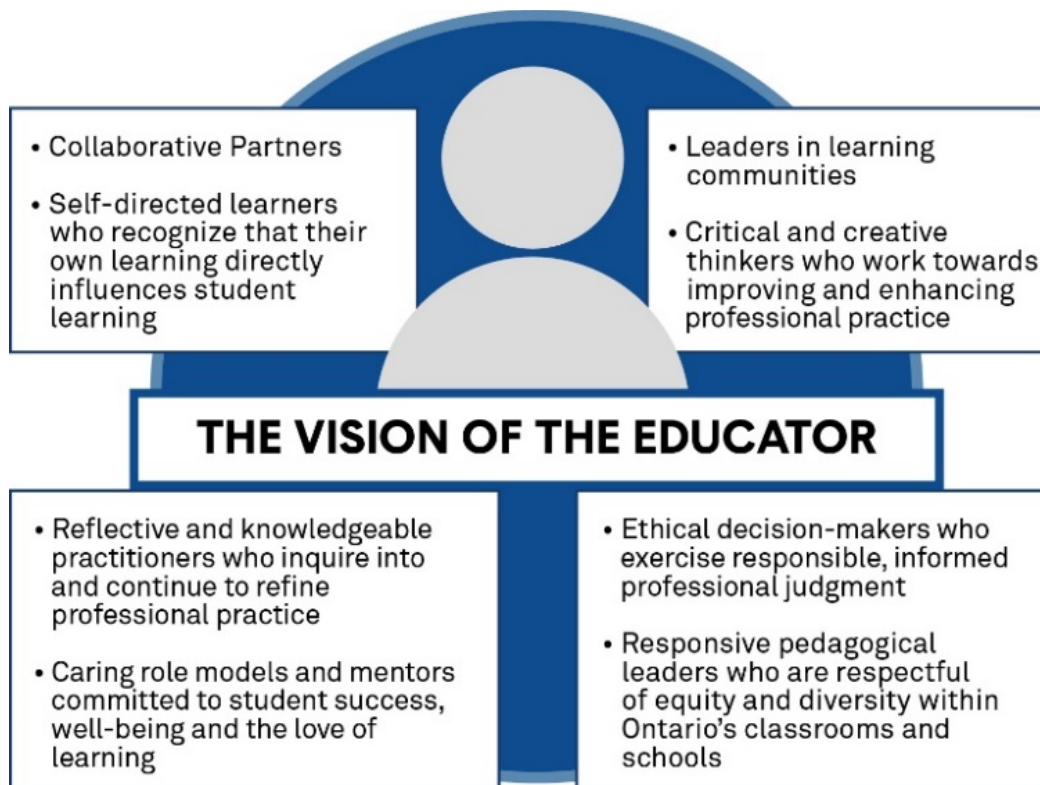 • Collaborative Partners
• Self-directed learners
who recognize that their
own learning directly
influences student
learning
• Leaders in learning
communities
• Critical and creative
thinkers who work towards
improving and enhancing
professional practice
THE VISION OF THE EDUCATOR
• Reflective and knowledgeable
practitioners who inquire into
and continue to refine
professional practice
• Caring role models and mentors
committed to student success,
well-being and the love of
learning
• Ethical decision-makers who
exercise responsible, informed
professional judgment
• Responsive pedagogical
leaders who are respectful
of equity and diversity within
Ontario’s classrooms and
schools